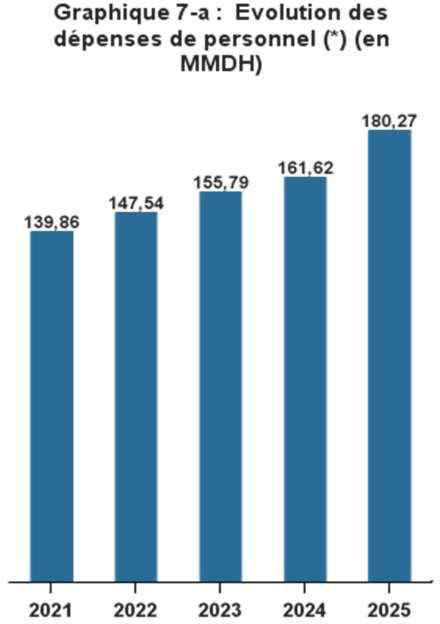 Graphique 7-a : Evolution des
dépenses de personnel (*) (en
MMDH)
180,27
161,62
155,79
147,54
139,86
2021 2022 2023 2024 2025